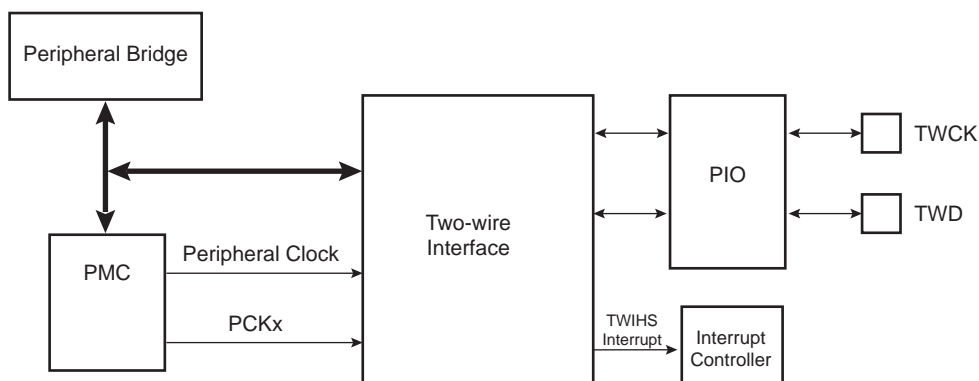 Peripheral Bridge
TWCK
PIO
TWD
Two-wire
Interface
PMC
Peripheral Clock
PCKx
TWIHS
Interrupt
Interrupt
Controller